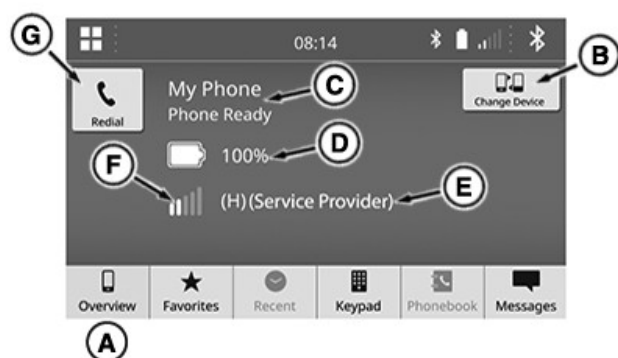 G
08:14
B
Redial
My Phone
Phone Ready
C
Change Device
100%
D
F
(H)(Service Provider)
E
Overview
Favorites
Recent
Keypad
Phonebook
Messages
A